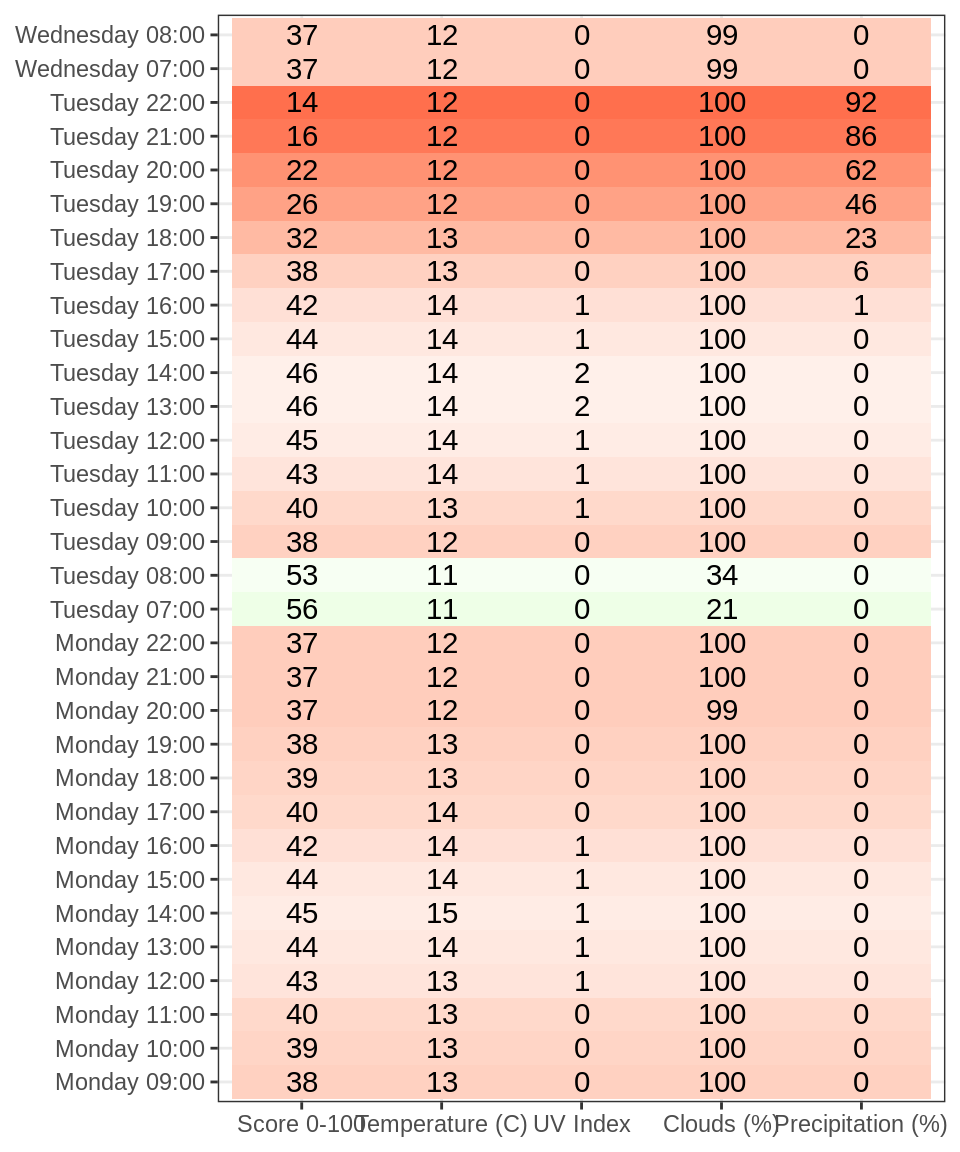 Wednesday 08:00 37 12 0 99 0
Wednesday 07:00 37 12 0 99 0
Tuesday 22:00 14 12 0 100 92
Tuesday 21:00 16 12 0 100 86
Tuesday 20:00 22 12 0 100 62
Tuesday 19:00 26 12 0 100 46
Tuesday 18:00 32 13 0 100 23
Tuesday 17:00 38 13 0 100 6
Tuesday 16:00 42 14 1 100 1
Tuesday 15:00 44 14 1 100 0
Tuesday 14:00 46 14 2 100 0
Tuesday 13:00 46 14 2 100 0
Tuesday 12:00 45 14 1 100 0
Tuesday 11:00 43 14 1 100 0
Tuesday 10:00 40 13 1 100 0
Tuesday 09:00 38 12 0 100 0
Tuesday 08:00 53 11 0 34 0
Tuesday 07:00 56 11 0 21 0
Monday 22:00 37 12 0 100 0
Monday 21:00 37 12 0 100 0
Monday 20:00 37 12 0 99 0
Monday 19:00 38 13 0 100 0
Monday 18:00 39 13 0 100 0
Monday 17:00 40 14 0 100 0
Monday 16:00 42 14 1 100 0
Monday 15:00 44 14 1 100 0
Monday 14:00 45 15 1 100 0
Monday 13:00 44 14 1 100 0
Monday 12:00 43 13 1 100 0
Monday 11:00 40 13 0 100 0
Monday 10:00 39 13 0 100 0
Monday 09:00 38 13 0 100 0
Score 0-100 Temperature (C) UV Index Clouds (%) Precipitation (%)